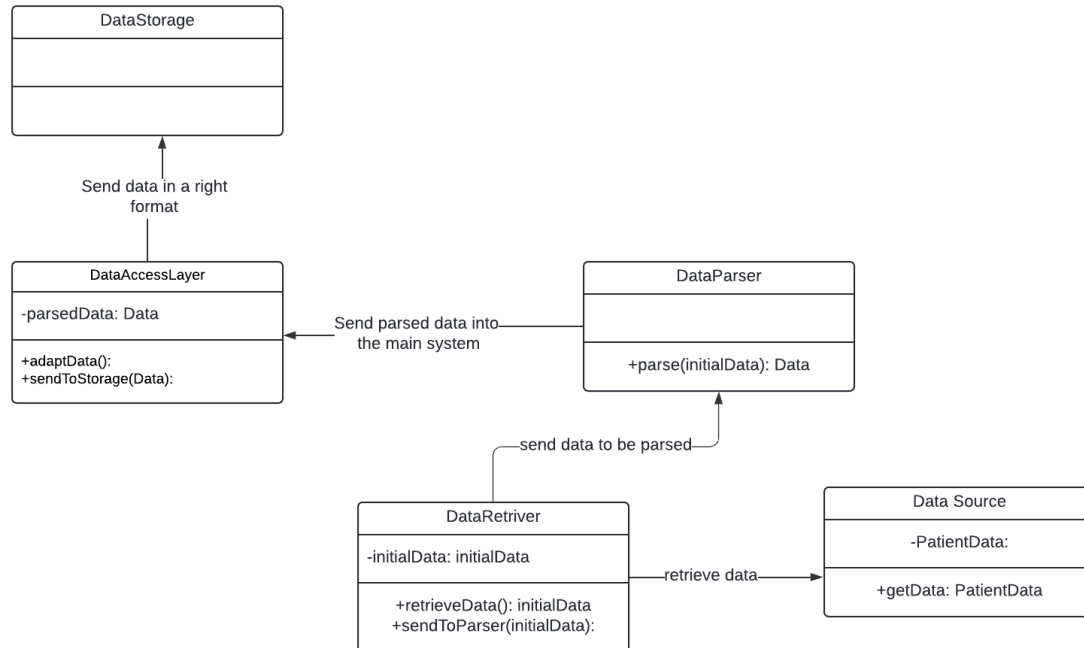 DataStorage
Send data in a right
format
DataAccessLayer
-parsedData: Data
+adaptData():
+sendToStorage(Data):
Send parsed data into
the main system
DataParser
+parse(initialData): Data
send data to be parsed
DataRetriver
-initialData: initialData
+retrieveData(): initialData
+sendToParser(initialData):
retrieve data
Data Source
-PatientData:
+getData: PatientData